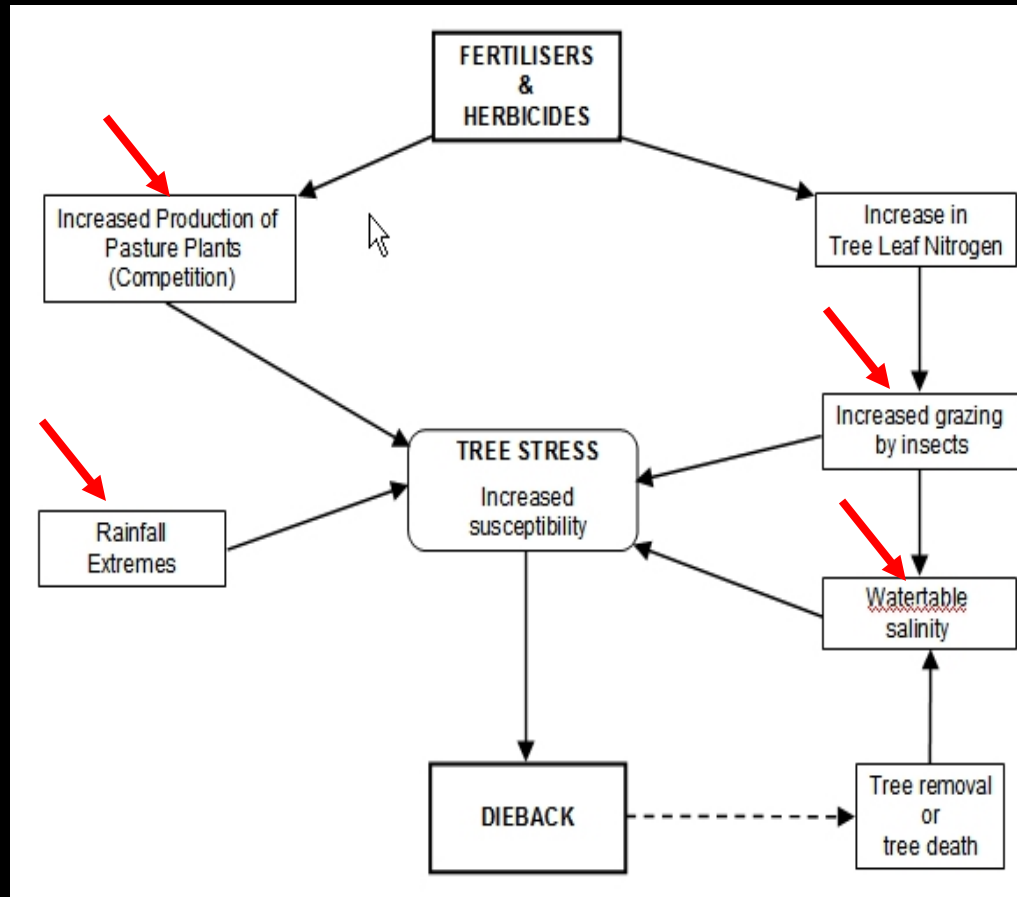 FERTILISERS
&
HERBICIDES
Increased Production of
Pasture Plants
(Competition)
Increase in
Tree Leaf Nitrogen
Increased grazing
by insects
TREE STRESS
Increased
susceptibility
Rainfall
Extremes
Watertable
salinity
DIEBACK
Tree removal
or
tree death